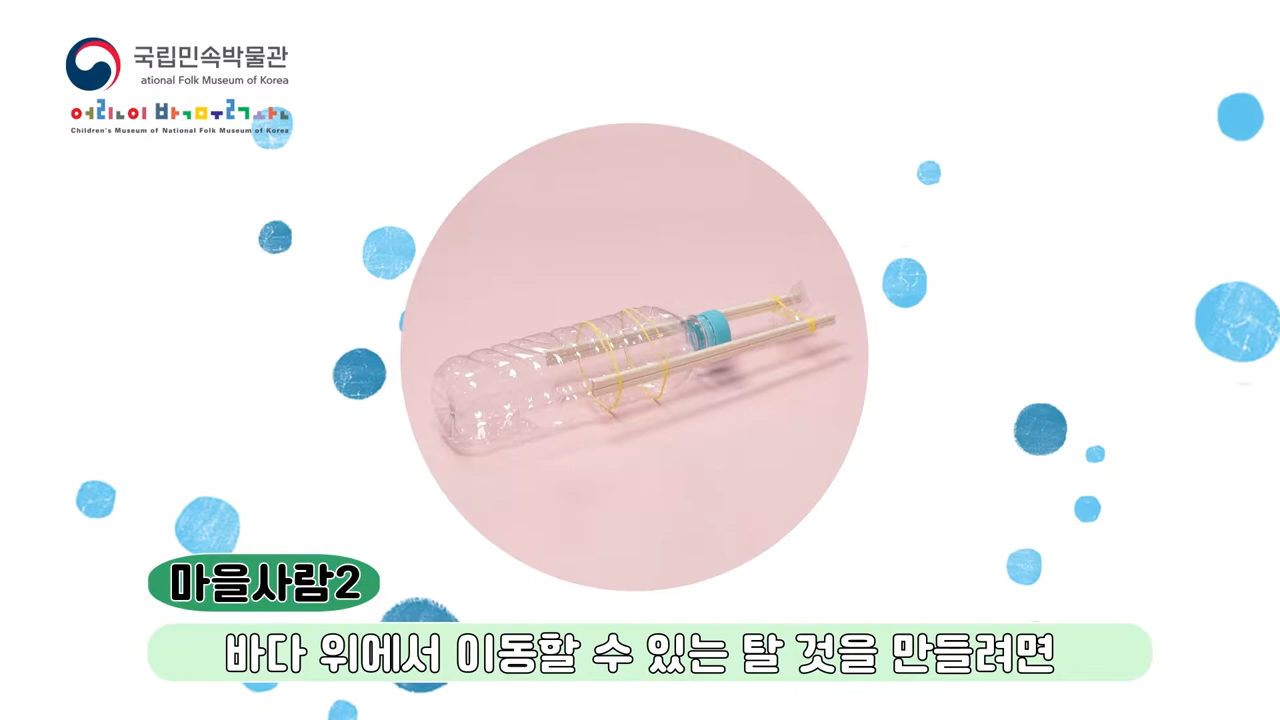 국립민속박물관
ational Folk Museum of Korea
어린이박물관
Children's Museum of National Folk Museum of Korea
마을사람2
바다 위에서 이동할 수 있는 탈 것을 만들려면